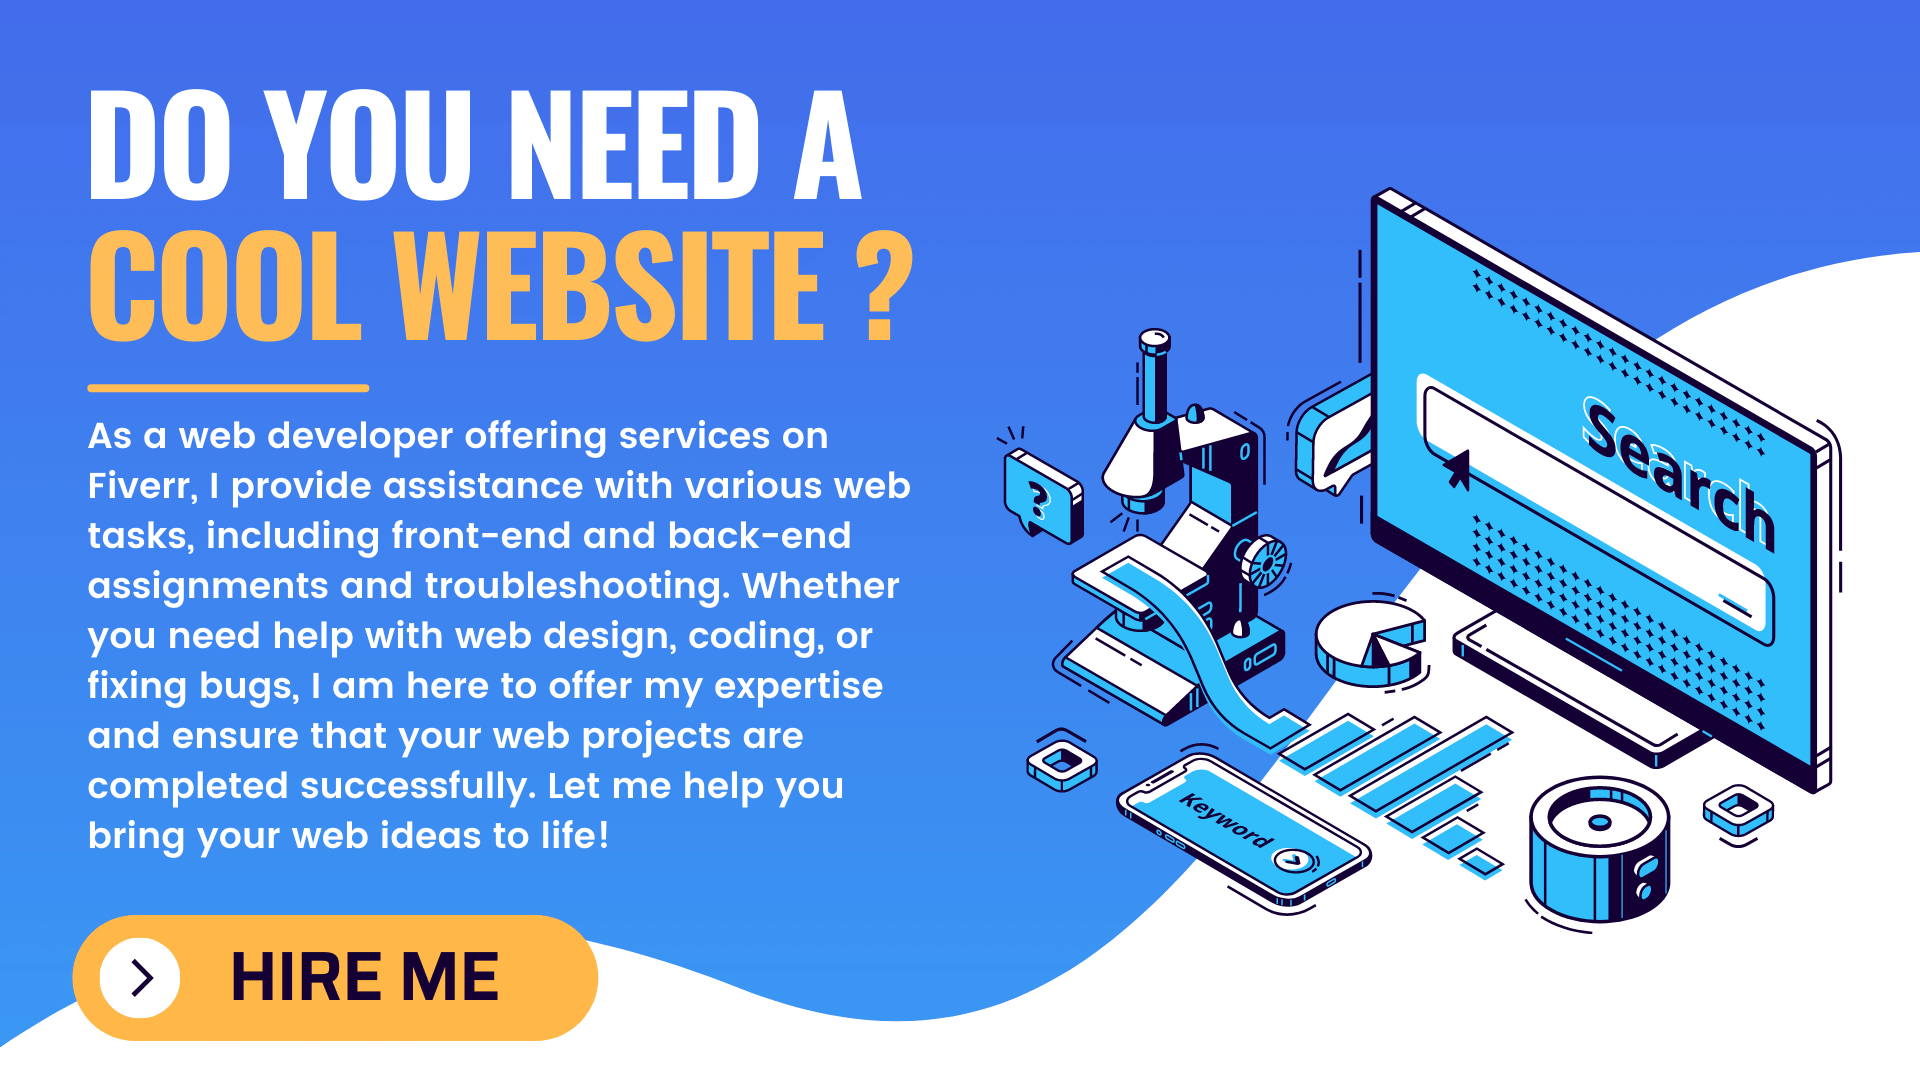 DO YOU NEED A
COOL WEBSITE ?
As a web developer offering services on
Fiverr, I provide assistance with various web
tasks, including front-end and back-end
assignments and troubleshooting. Whether
you need help with web design, coding, or
fixing bugs, I am here to offer my expertise
and ensure that your web projects are
completed successfully. Let me help you
bring your web ideas to life!
HIRE ME
?
Search
Keyword